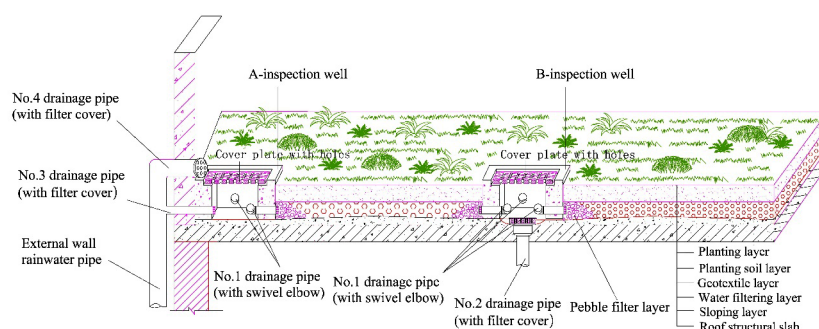 A-inspection well
B-inspection well
No.4 drainage pipe
(with filter cover)
Cover plate with holes
Cover plate with holes
No.3 drainage pipe
(with filter cover)
External wall
rainwater pipe
No.1 drainage pipe
(with swivel elbow)
No.1 drainage pipe
(with swivel elbow)
No.2 drainage pipe
(with filter cover)
Pebble filter layer
Planting layer
Planting soil layer
Geotextile layer
Water filtering layer
Sloping layer
Roof structural slab